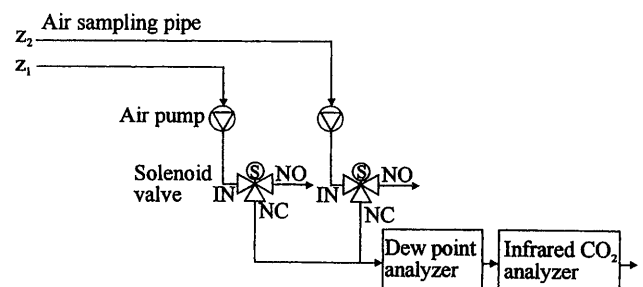 Air sampling pipe
Z₂
Z₁
Air pump
Solenoid
valve
S
NO
IN
NC
S
NO
IN
NC
Dew point
analyzer
Infrared CO₂
analyzer